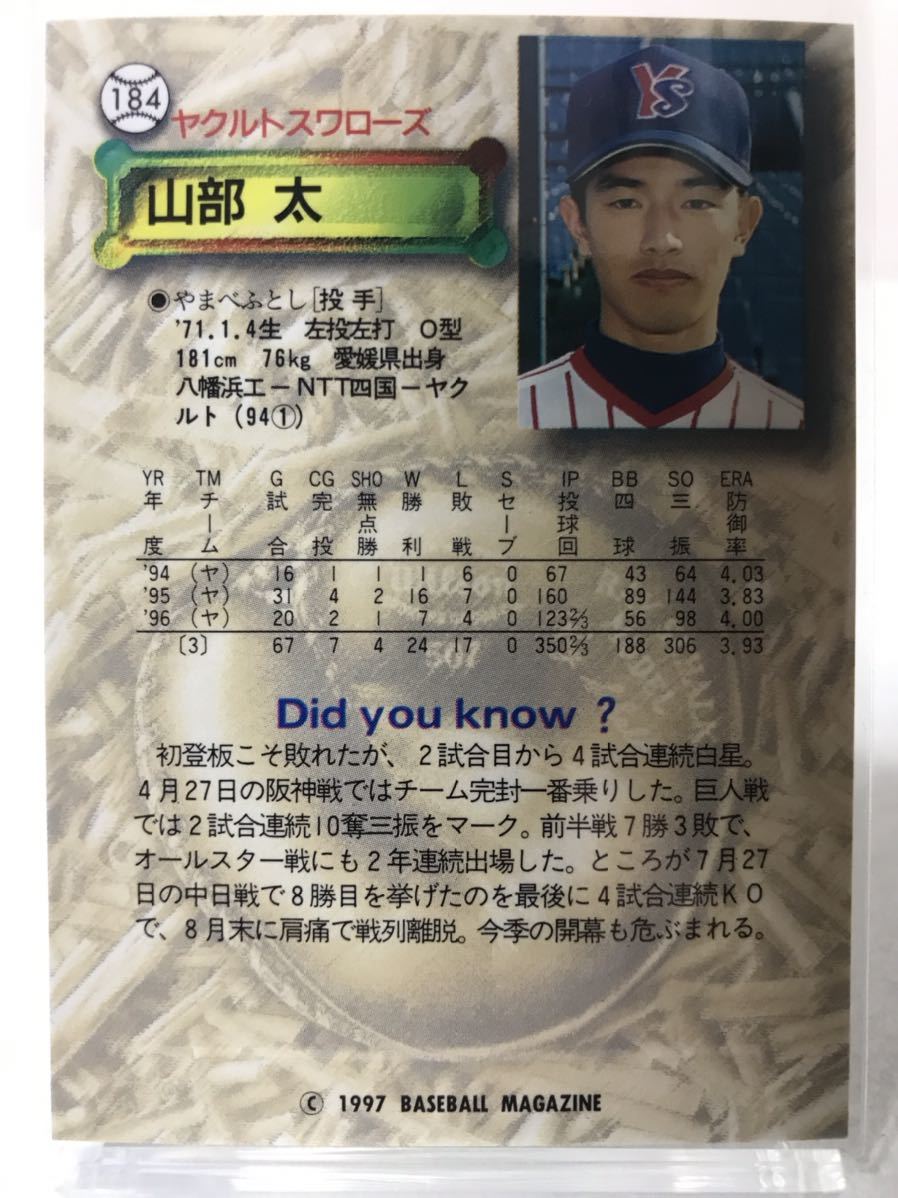 184
ヤクルトスワローズ
山部 太
YS
●やまべふとし[投手]
'71.1.4生 左投左打 O型
181cm 76kg 愛媛県出身
八幡浜工－NTT四国－ヤク
ルト (94①)
YR TM G CG SHO W L S IP BB SO ERA
年度 チーム 試合 完投 無点勝 勝利 敗戦 セーブ 投球回 四球 三振 防御率
'94 (ヤ) 16 1 1 1 6 0 67 43 64 4.03
'95 (ヤ) 31 4 2 16 7 0 160 89 144 3.83
'96 (ヤ) 20 2 1 7 4 0 123⅔ 56 98 4.00
〔3〕 67 7 4 24 17 0 350⅔ 188 306 3.93
Did you know ?
初登板こそ敗れたが、2試合目から4試合連続白星。
4月27日の阪神戦ではチーム完封一番乗りした。巨人戦
では2試合連続10奪三振をマーク。前半戦7勝3敗で、
オールスター戦にも2年連続出場した。ところが7月27
日の中日戦で8勝目を挙げたのを最後に4試合連続KO
で、8月末に肩痛で戦列離脱。今季の開幕も危ぶまれる。
© 1997 BASEBALL MAGAZINE